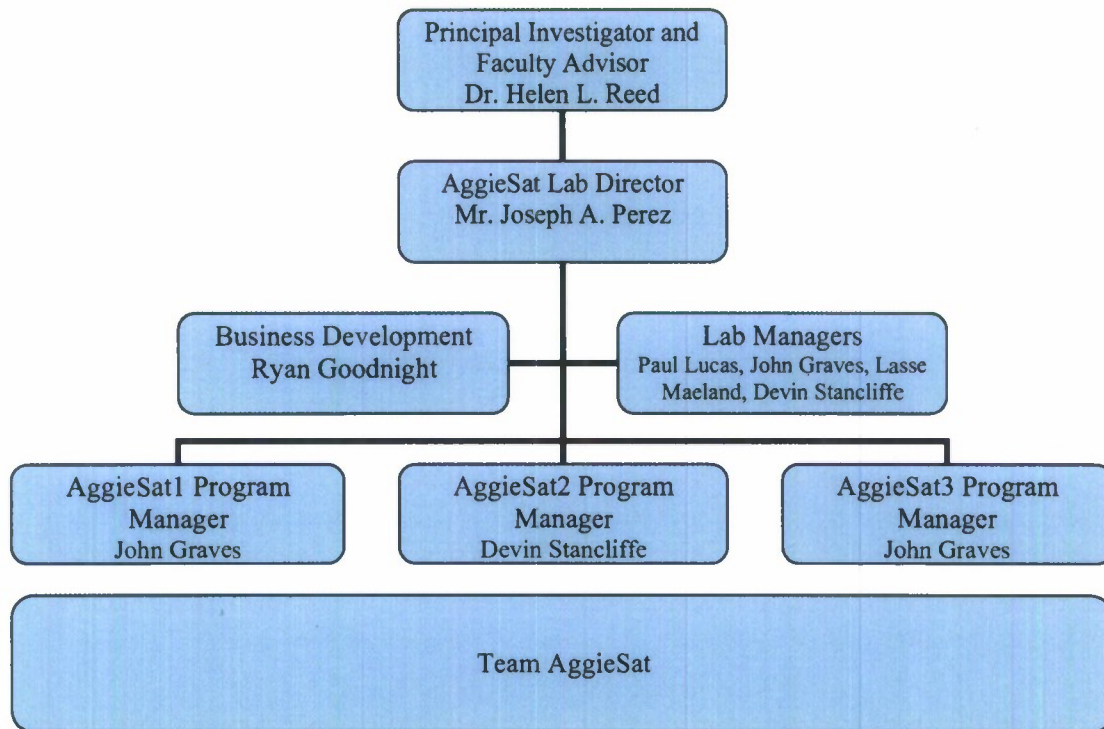 Principal Investigator and
Faculty Advisor
Dr. Helen L. Reed
AggieSat Lab Director
Mr. Joseph A. Perez
Business Development
Ryan Goodnight
Lab Managers
Paul Lucas, John Graves, Lasse
Maeland, Devin Stancliffe
AggieSat1 Program
Manager
John Graves
AggieSat2 Program
Manager
Devin Stancliffe
AggieSat3 Program
Manager
John Graves
Team AggieSat